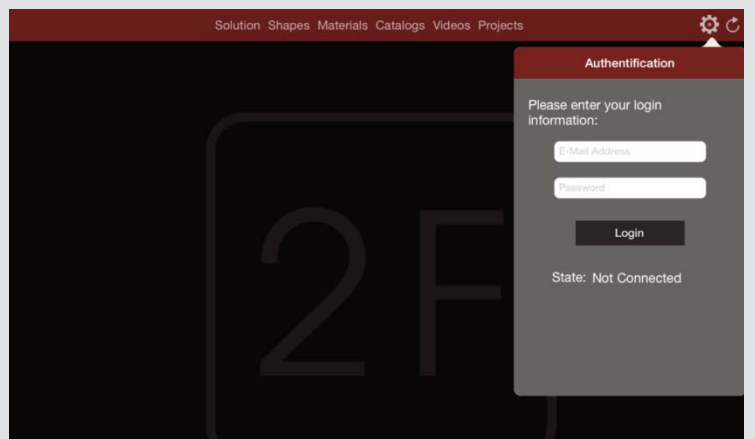 Solution Shapes Materials Catalogs Videos Projects
Authentification
Please enter your login
information:
E-Mail Address
Password
Login
State: Not Connected
2F